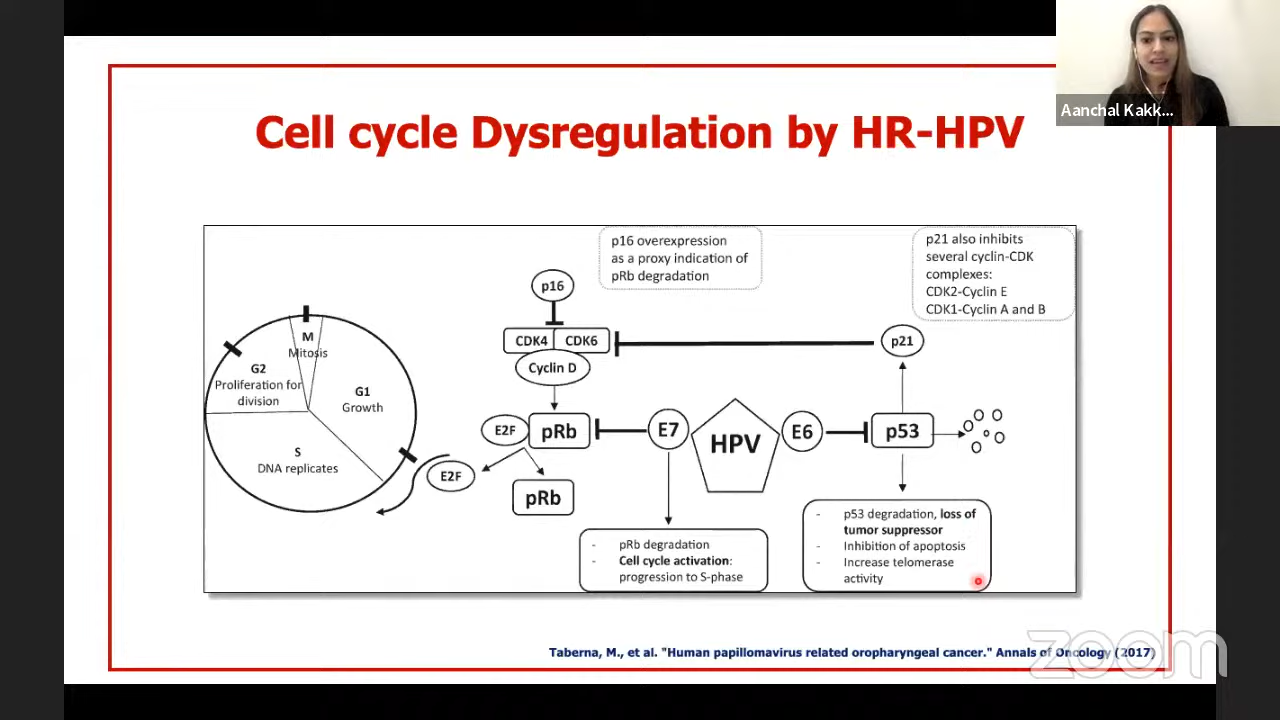 Aanchal Kakk...
Cell cycle Dysregulation by HR-HPV
p16 overexpression
as a proxy indication of
pRb degradation
p21 also inhibits
several cyclin-CDK
complexes:
CDK2-Cyclin E
CDK1-Cyclin A and B
p16
CDK4
CDK6
Cyclin D
p21
M
Mitosis
G2
Proliferation for
division
G1
Growth
S
DNA replicates
E2F
pRb
E7
HPV
E6
p53
E2F
pRb
- pRb degradation
- Cell cycle activation:
progression to S-phase
- p53 degradation, loss of
tumor suppressor
- Inhibition of apoptosis
- Increase telomerase
activity
Taberna, M., et al. "Human papillomavirus related oropharyngeal cancer." Annals of Oncology (2017)
zoom